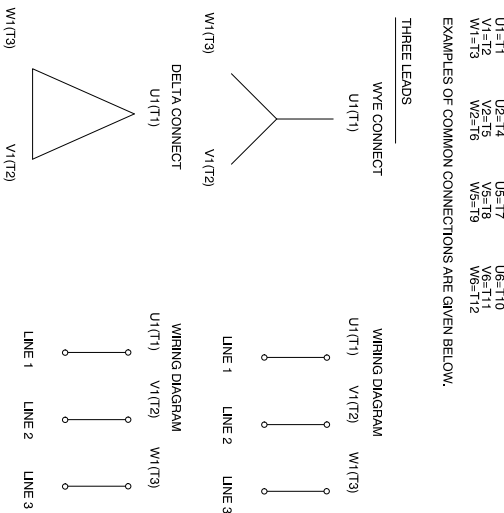 U1=T1 U2=T4 U5=T7 U6=T10
V1=T2 V2=T5 V5=T8 V6=T11
W1=T3 W2=T6 W5=T9 W6=T12
EXAMPLES OF COMMON CONNECTIONS ARE GIVEN BELOW.
THREE LEADS
WYE CONNECT
U1(T1)
W1(T3)
V1(T2)
WIRING DIAGRAM
U1(T1) V1(T2) W1(T3)
LINE 1 LINE 2 LINE 3
DELTA CONNECT
U1(T1)
W1(T3)
V1(T2)
WIRING DIAGRAM
U1(T1) V1(T2) W1(T3)
LINE 1 LINE 2 LINE 3